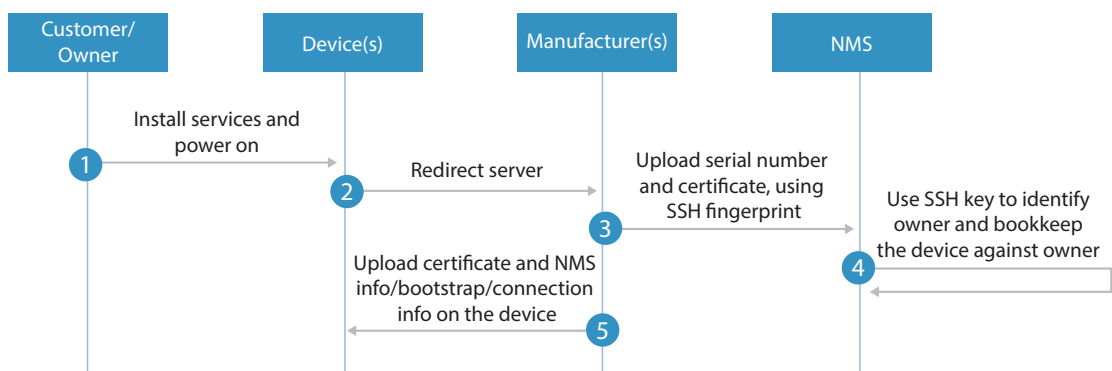 Customer/
Owner
Device(s)
Manufacturer(s)
NMS
Install services and
power on
1
Redirect server
2
Upload serial number
and certificate, using
SSH fingerprint
3
Use SSH key to identify
owner and bookkeep
the device against owner
4
Upload certificate and NMS
info/bootstrap/connection
info on the device
5